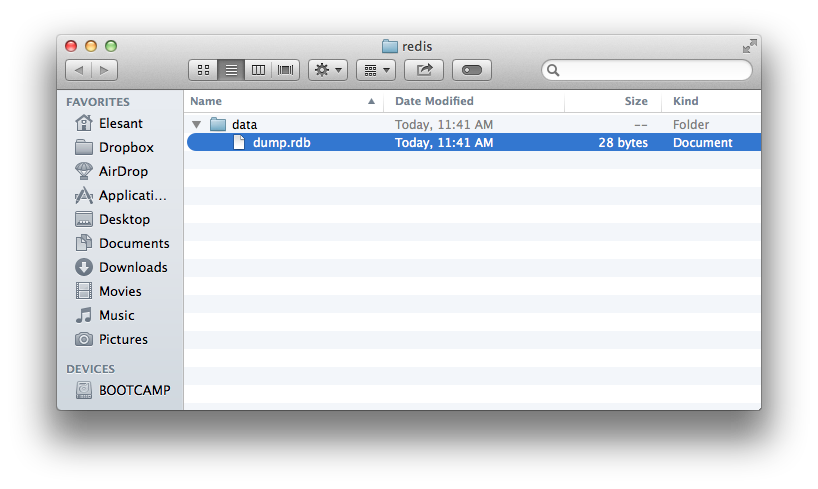 redis
FAVORITES
Elesant
Dropbox
AirDrop
Applicati...
Desktop
Documents
Downloads
Movies
Music
Pictures
DEVICES
BOOTCAMP
Name Date Modified Size Kind
data Today, 11:41 AM -- Folder
dump.rdb Today, 11:41 AM 28 bytes Document